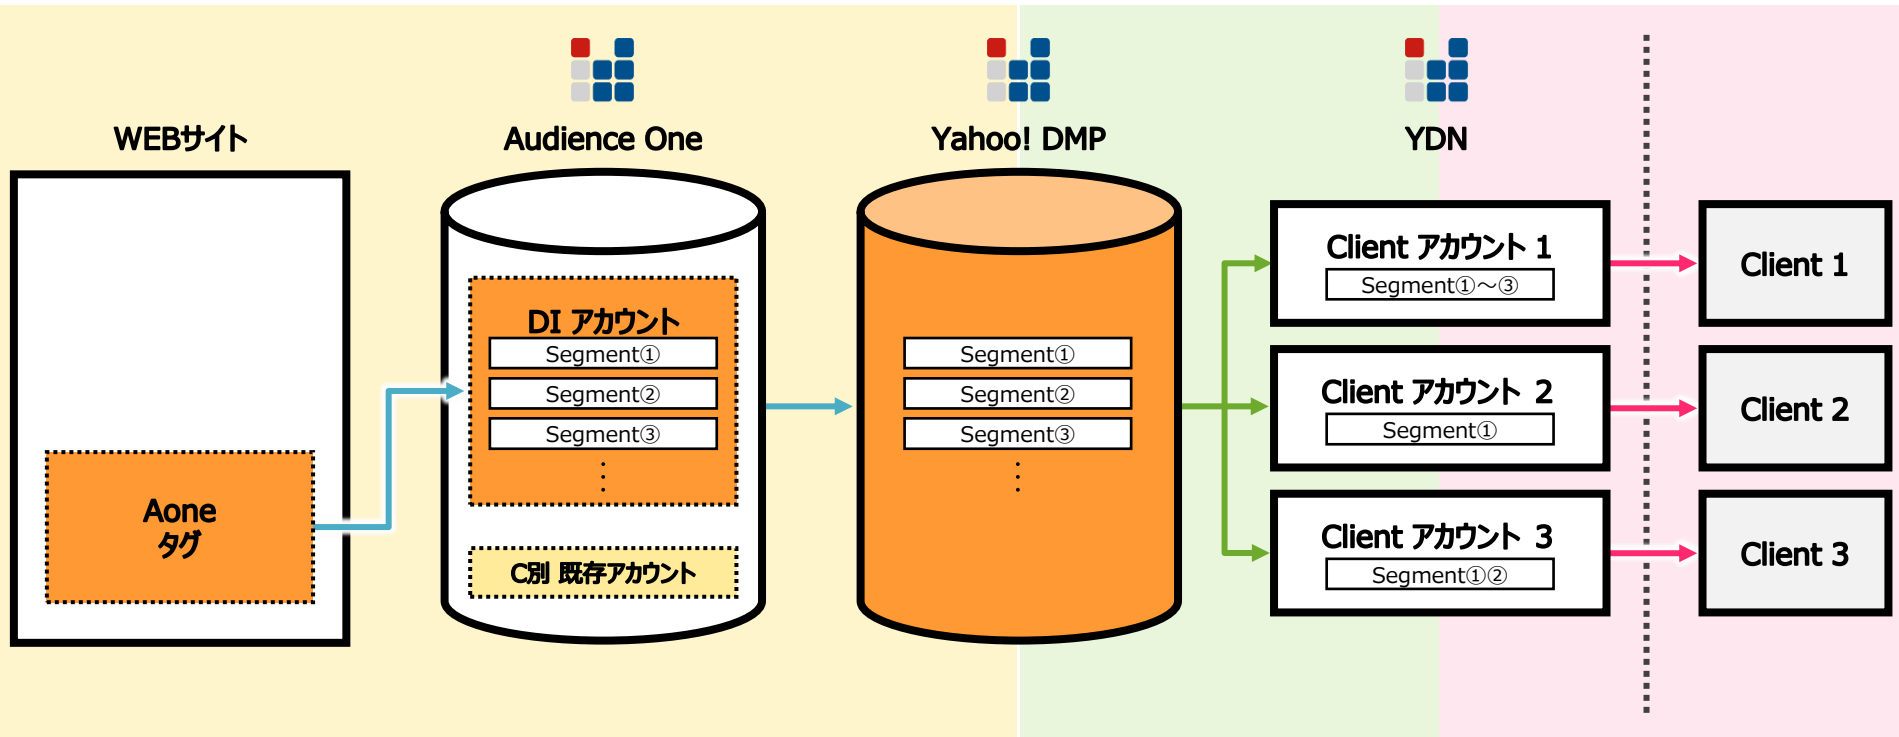 WEBサイト
Audience One
Yahoo! DMP
YDN
Aone
タグ
DI アカウント
Segment①
Segment②
Segment③
⋮
C別 既存アカウント
Segment①
Segment②
Segment③
⋮
Client アカウント 1
Segment①～③
Client アカウント 2
Segment①
Client アカウント 3
Segment①②
Client 1
Client 2
Client 3